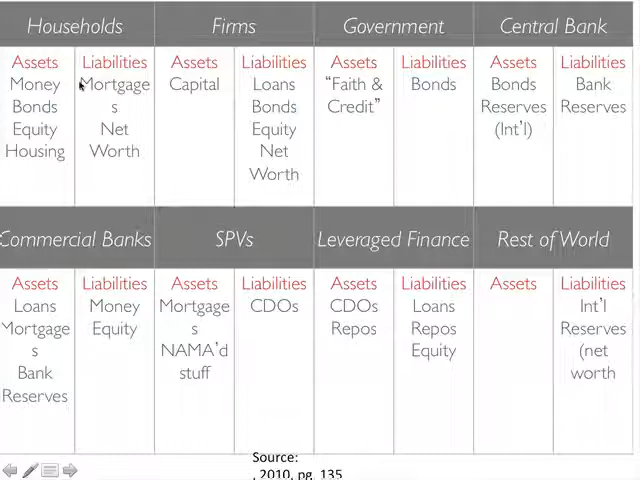 Households Firms Government Central Bank
Assets Liabilities Assets Liabilities Assets Liabilities Assets Liabilities
Money Mortgage Capital Loans “Faith & Bonds Bonds Bank
Bonds s Bonds Credit” Reserves Reserves
Equity Net Equity (Int’l)
Housing Worth Net
Worth
Commercial Banks SPVs Leveraged Finance Rest of World
Assets Liabilities Assets Liabilities Assets Liabilities Assets Liabilities
Loans Money Mortgage CDOs CDOs Loans Int’l
Mortgage Equity s Repos Repos Reserves
s NAMA’d Equity (net
Bank stuff worth
Reserves
Source:
, 2010, pg. 135